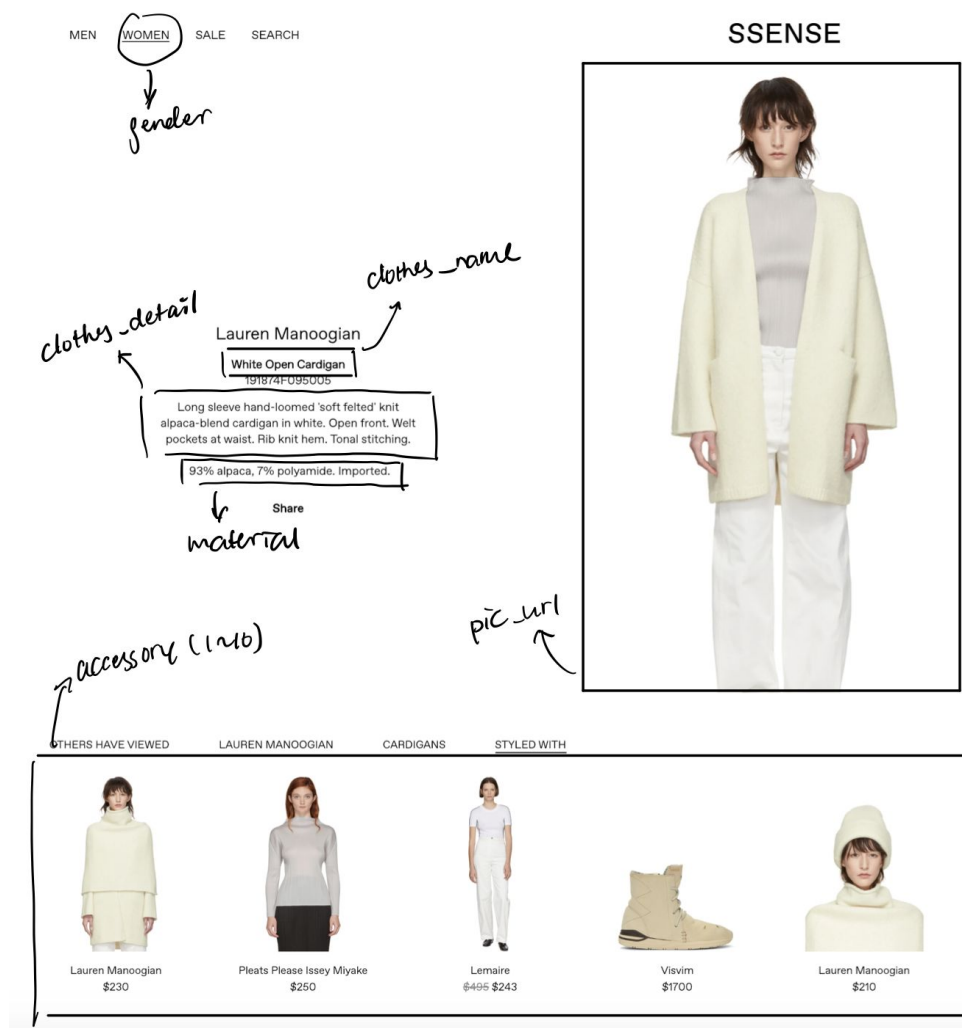 MEN WOMEN SALE SEARCH
SSENSE
gender
clothes_name
clothes_detail
Lauren Manoogian
White Open Cardigan
191874F095005
Long sleeve hand-loomed 'soft felted' knit
alpaca-blend cardigan in white. Open front. Welt
pockets at waist. Rib knit hem. Tonal stitching.
93% alpaca, 7% polyamide. Imported.
Share
material
pic_url
accessory (1~10)
OTHERS HAVE VIEWED LAUREN MANOOGIAN CARDIGANS STYLED WITH
Lauren Manoogian Pleats Please Issey Miyake Lemaire Visvim Lauren Manoogian
$230 $250 $495 $243 $1700 $210